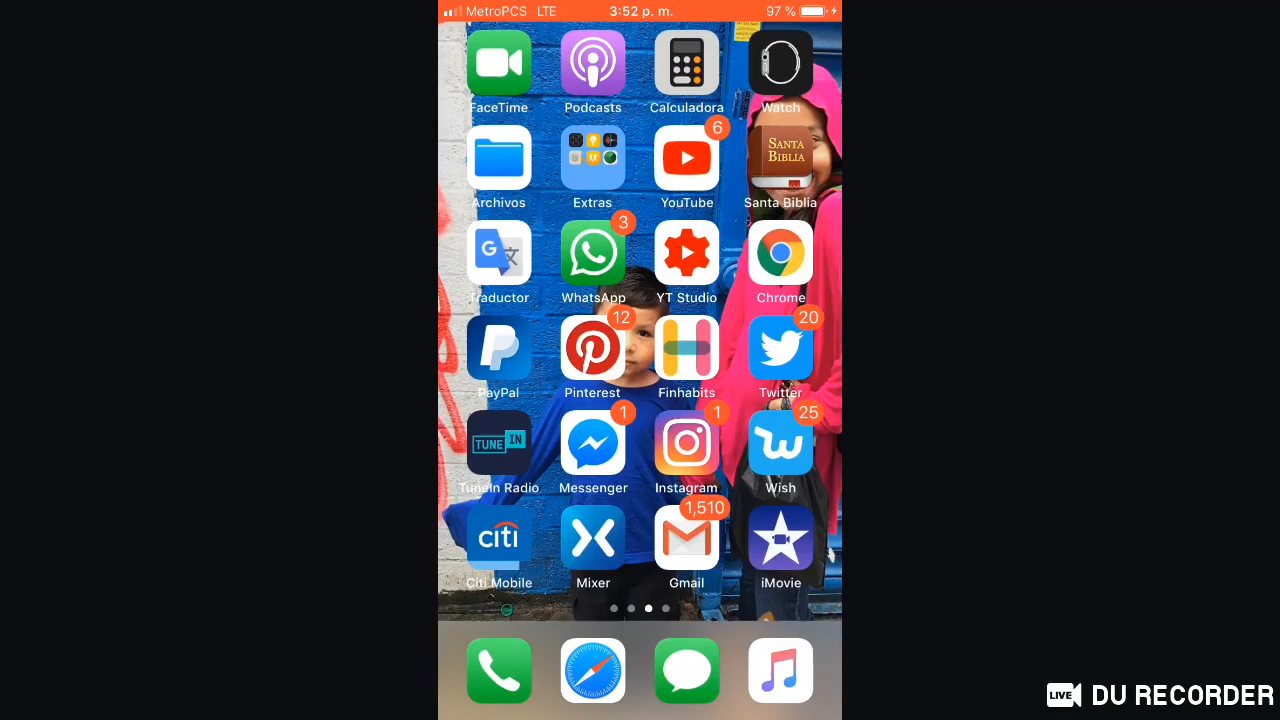 MetroPCS LTE 3:52 p. m. 97 %
FaceTime Podcasts Calculadora Watch
6
SANTA
BIBLIA
Archivos Extras YouTube Santa Biblia
3
G
Traductor WhatsApp YT Studio Chrome
12 20
PayPal Pinterest Finhabits Twitter
1 1 25
TUNE IN
TuneIn Radio Messenger Instagram Wish
1,510
citi
Citi Mobile Mixer Gmail iMovie
LIVE DU RECORDER